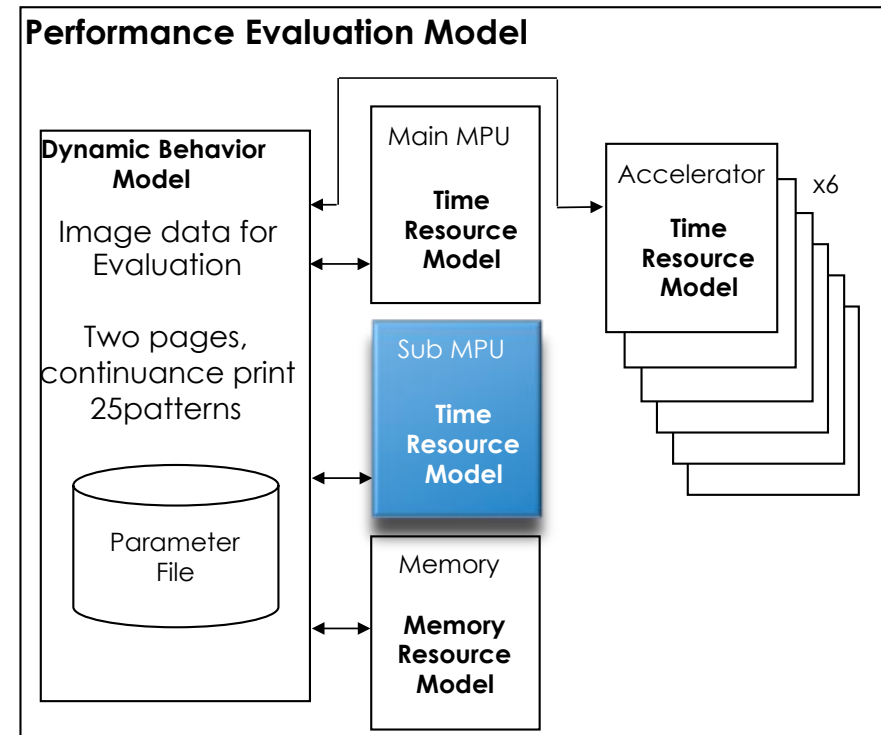 Performance Evaluation Model
Dynamic Behavior
Model
Image data for
Evaluation
Two pages,
continuance print
25patterns
Parameter
File
Main MPU
Time
Resource
Model
Sub MPU
Time
Resource
Model
Memory
Memory
Resource
Model
Accelerator
Time
Resource
Model
x6